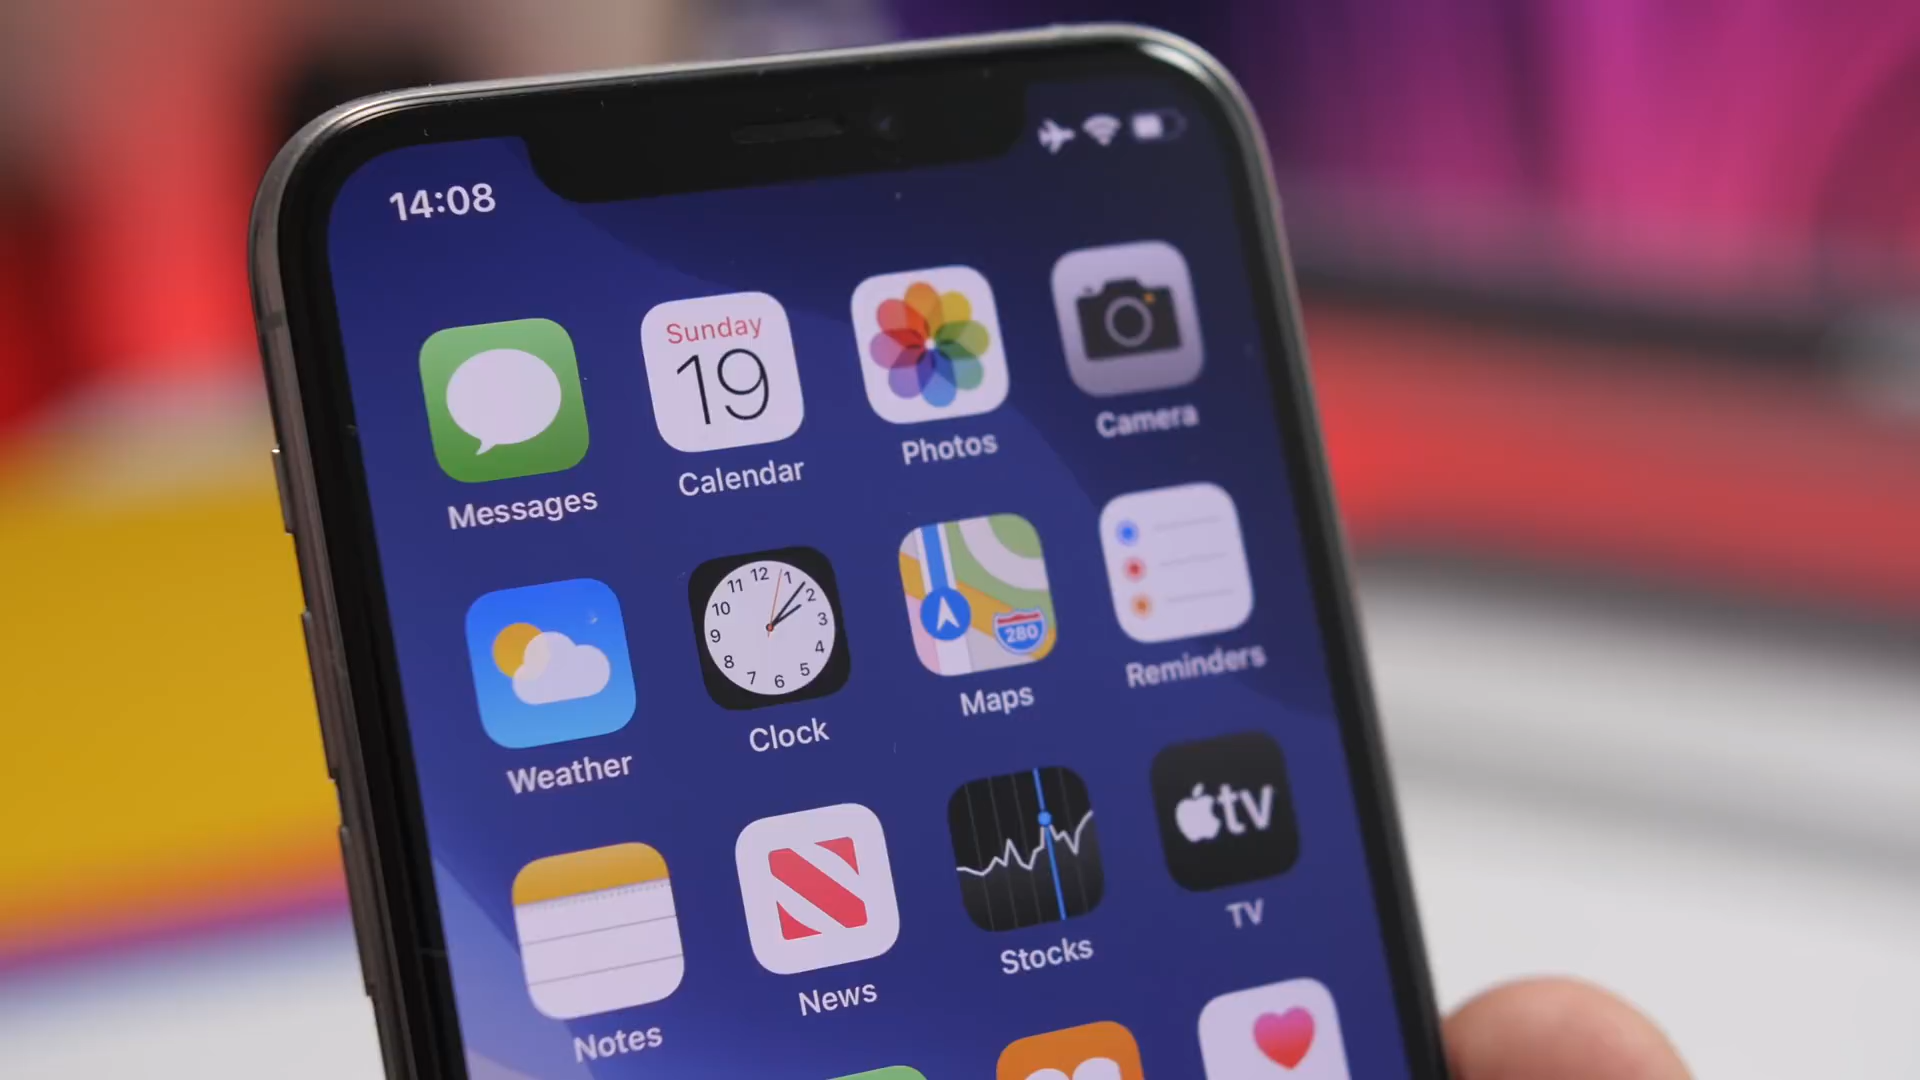 14:08
Sunday
19
Messages
Calendar
Photos
Camera
12
1
2
3
4
5
6
7
8
9
10
11
280
Weather
Clock
Maps
Reminders
tv
Notes
News
Stocks
TV